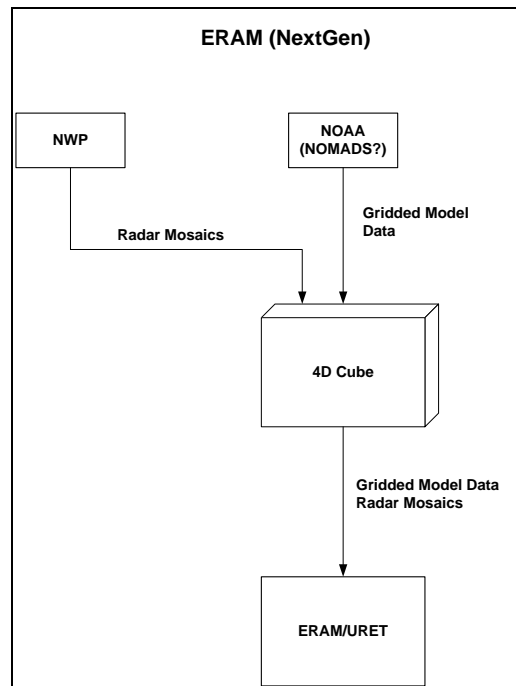 ERAM (NextGen)
NWP
NOAA
(NOMADS?)
Radar Mosaics
Gridded Model
Data
4D Cube
Gridded Model Data
Radar Mosaics
ERAM/URET